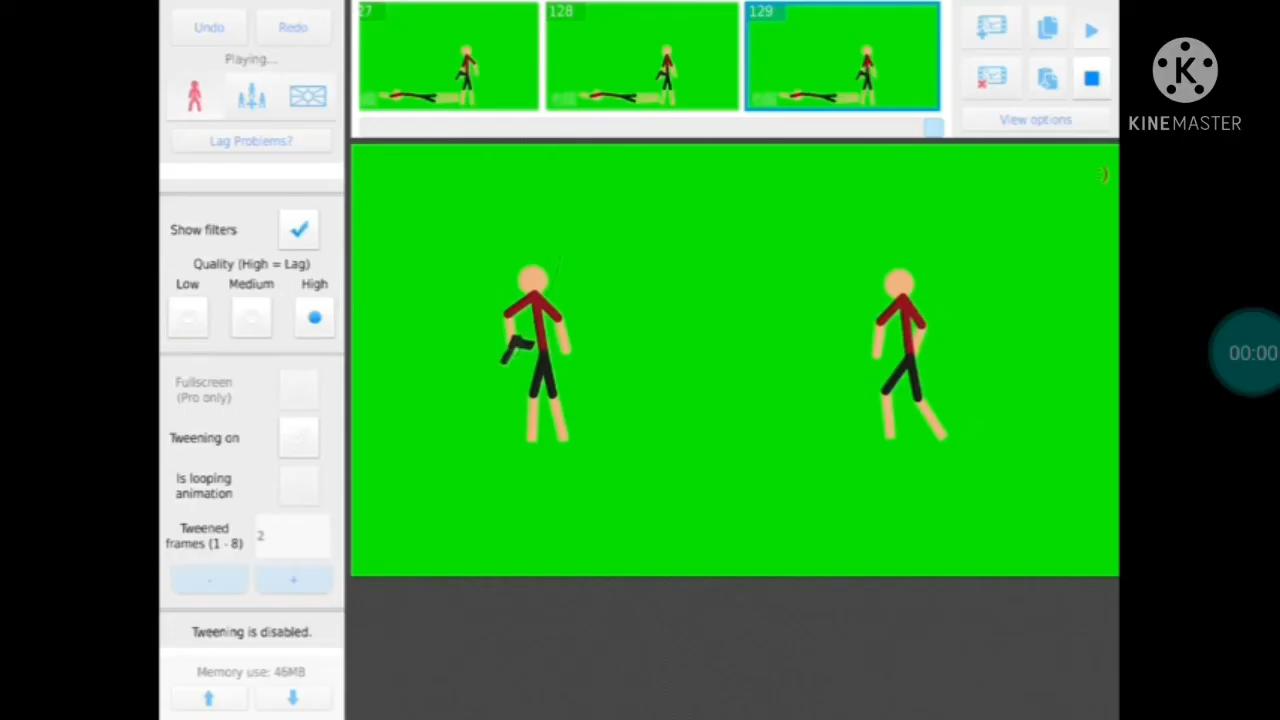 Undo Redo
Playing...
Lag Problems?
Show filters
Quality (High = Lag)
Low Medium High
Fullscreen
(Pro only)
Tweening on
Is looping
animation
Tweened
frames (1 - 8) 2
- +
Tweening is disabled.
Memory use: 46MB
27 128 129
View options
:)
K
KINEMASTER
00:00